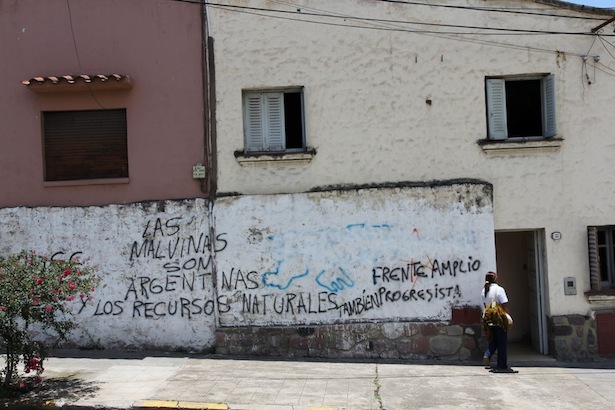 LAS
MALVINAS
SON
ARGENTINAS
Y LOS RECURSOS NATURALES
TAMBIEN
FRENTE AMPLIO
PROGRESISTA